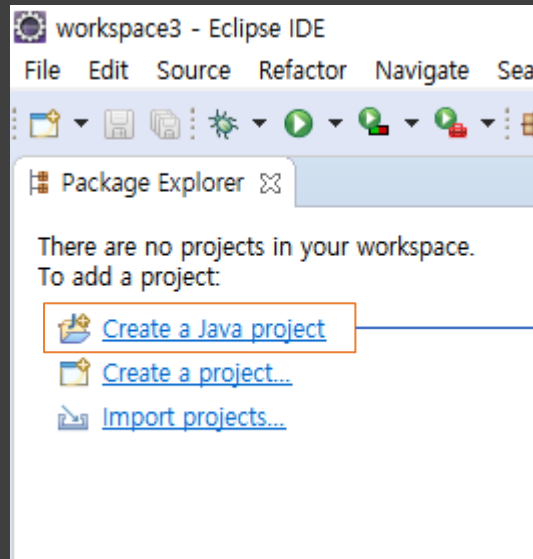 workspace3 - Eclipse IDE
File Edit Source Refactor Navigate
Package Explorer
There are no projects in your workspace.
To add a project:
Create a Java project
Create a project...
Import projects...